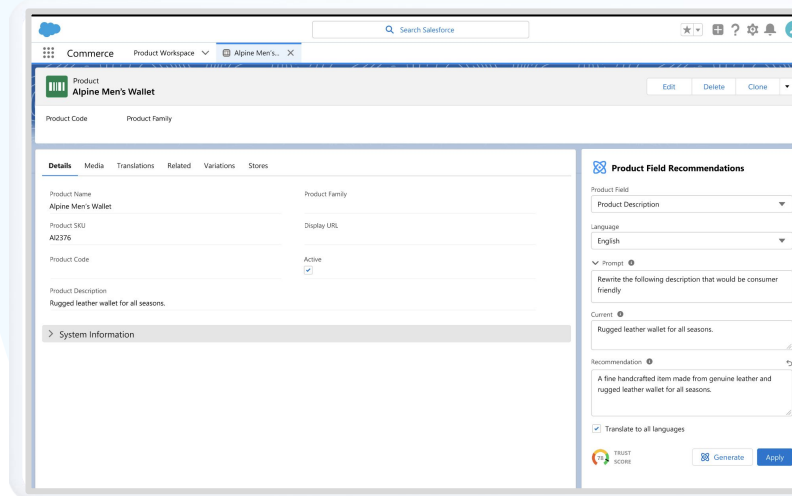 Search Salesforce
Commerce
Product Workspace
Alpine Men's...
Product
Alpine Men's Wallet
Edit
Delete
Clone
Product Code
Product Family
Details
Media
Translations
Related
Variations
Stores
Product Name
Alpine Men's Wallet
Product Family
Product SKU
AI2376
Display URL
Product Code
Active
Product Description
Rugged leather wallet for all seasons.
System Information
Product Field Recommendations
Product Field
Product Description
Language
English
Prompt
Rewrite the following description that would be consumer
friendly
Current
Rugged leather wallet for all seasons.
Recommendation
A fine handcrafted item made from genuine leather and
rugged leather wallet for all seasons.
Translate to all languages
78
TRUST
SCORE
Generate
Apply